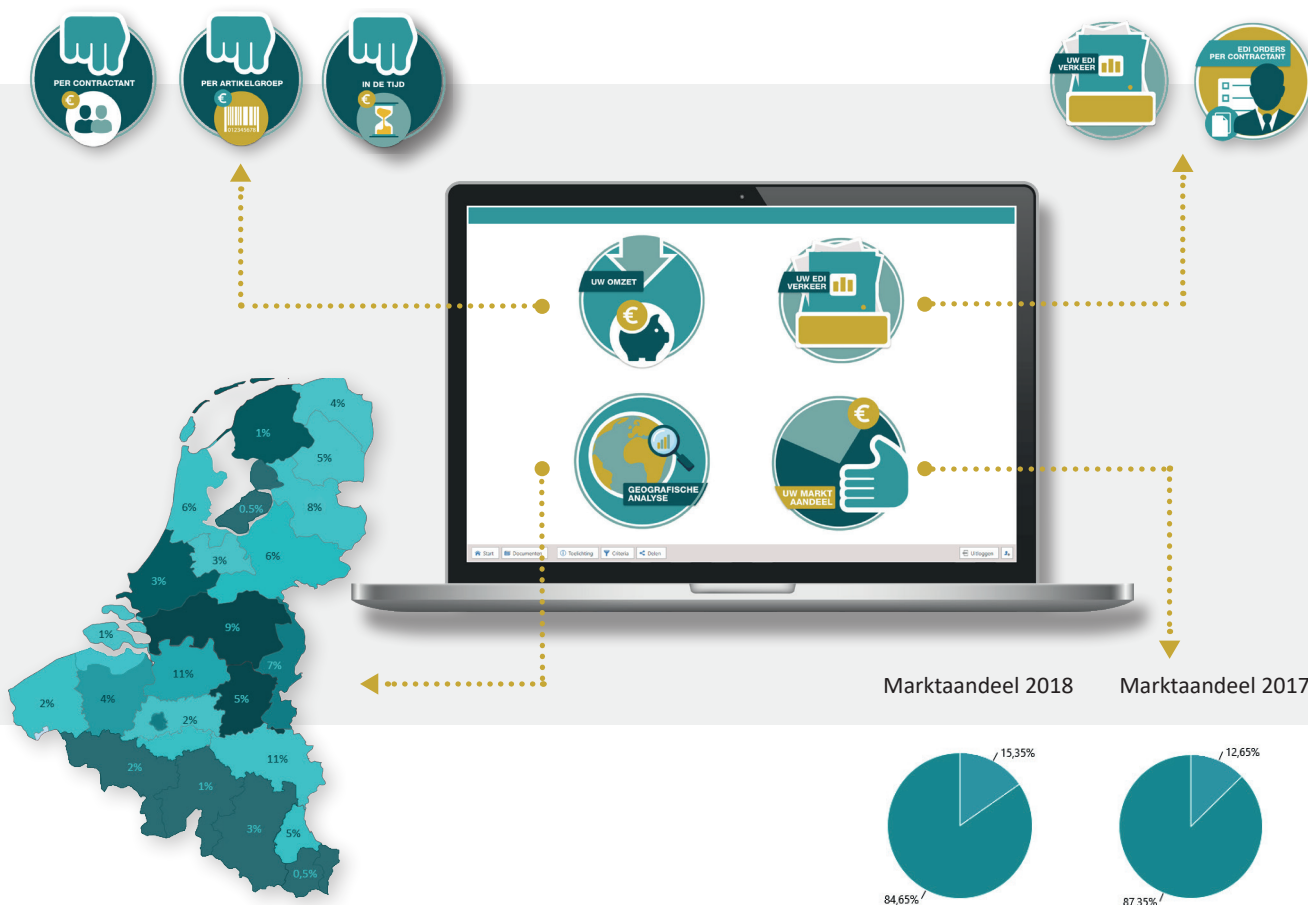 PER CONTRACTANT
€
PER ARTIKELGROEP
€
012345678
IN DE TIJD
€
UW EDI
VERKEER
EDI ORDERS
PER CONTRACTANT
UW OMZET
€
UW EDI
VERKEER
GEOGRAFISCHE
ANALYSE
€
UW MARKT
AANDEEL
Start
Documenten
Toelichting
Criteria
Delen
Uitloggen
4%
1%
5%
6%
0.5%
8%
3%
6%
3%
9%
1%
11%
7%
2%
4%
5%
2%
11%
2%
1%
3%
5%
0,5%
Marktaandeel 2018
Marktaandeel 2017
15,35%
84,65%
12,65%
87,35%